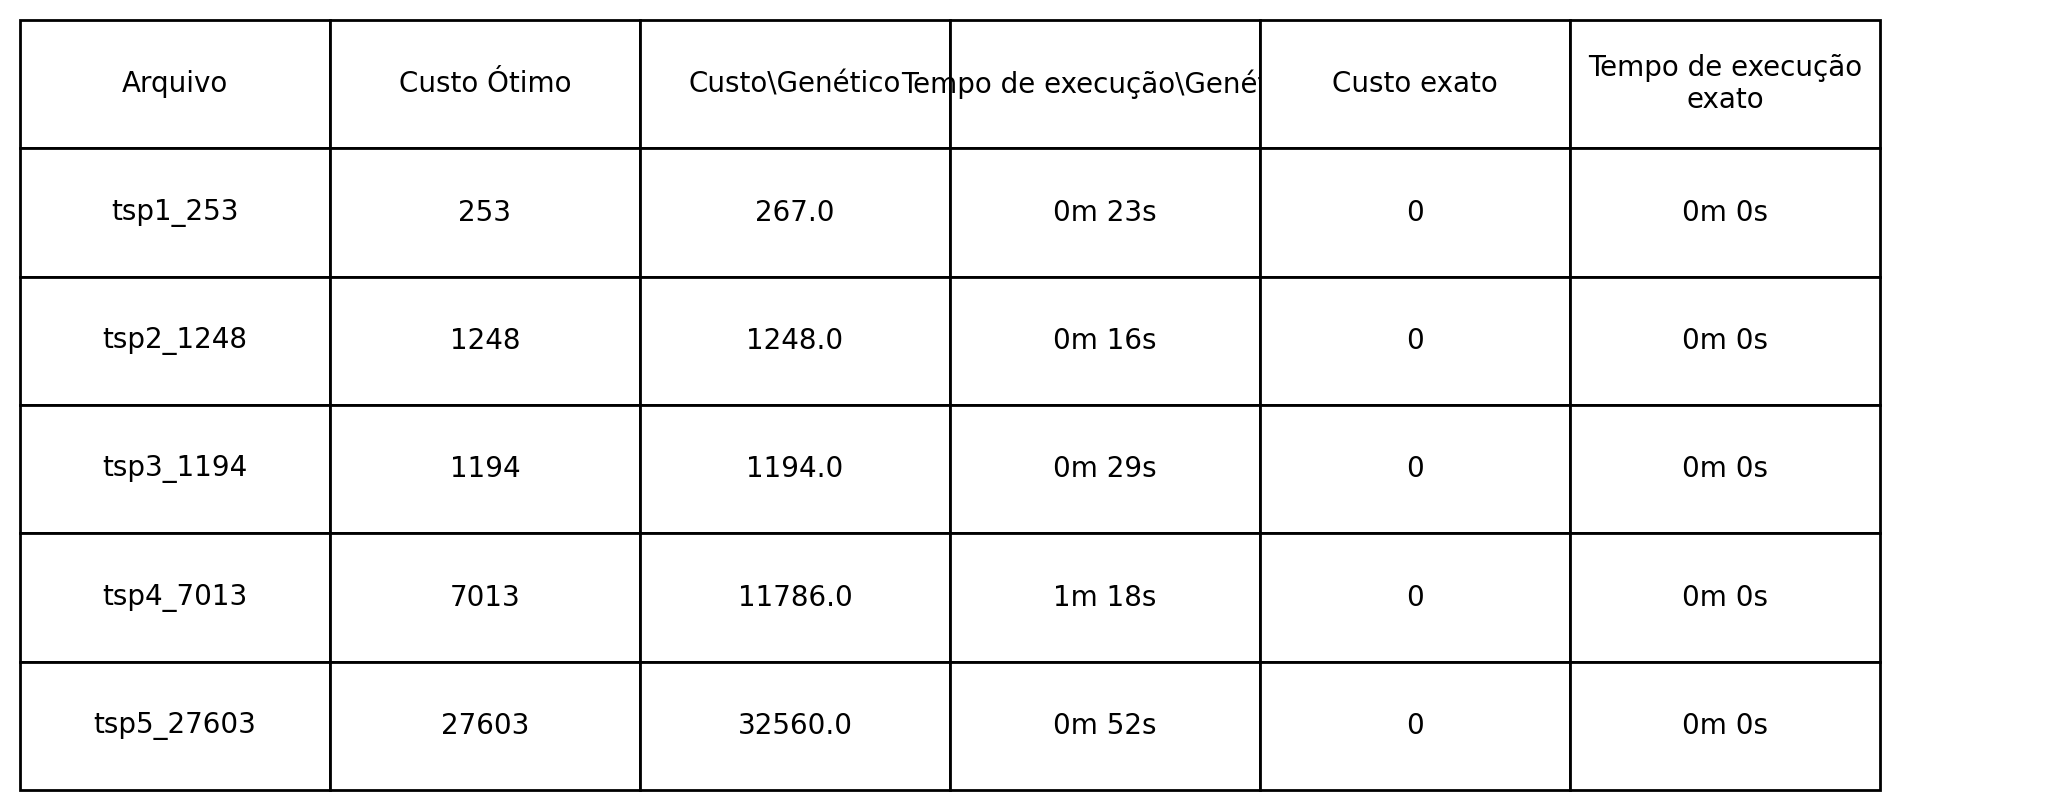 Arquivo
Custo Ótimo
Custo\Genético
Tempo de execução\Gené
Custo exato
Tempo de execução
exato
tsp1_253
253
267.0
0m 23s
0
0m 0s
tsp2_1248
1248
1248.0
0m 16s
0
0m 0s
tsp3_1194
1194
1194.0
0m 29s
0
0m 0s
tsp4_7013
7013
11786.0
1m 18s
0
0m 0s
tsp5_27603
27603
32560.0
0m 52s
0
0m 0s